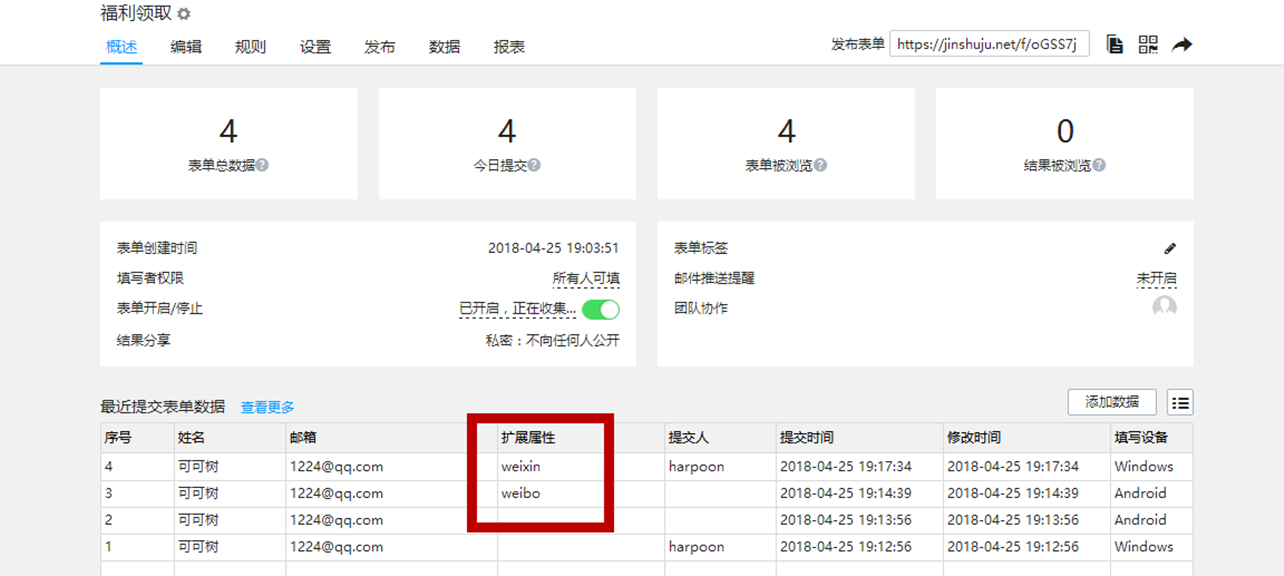 福利领取
概述 编辑 规则 设置 发布 数据 报表 发布表单 https://jinshuju.net/f/oGSS7j
4 4 4 0
表单总数据? 今日提交? 表单被浏览? 结果被浏览?
表单创建时间 2018-04-25 19:03:51 表单标签
填写者权限 所有人可填 邮件推送提醒 未开启
表单开启/停止 已开启，正在收集... 团队协作
结果分享 私密：不向任何人公开
最近提交表单数据 查看更多 添加数据
序号 姓名 邮箱 扩展属性 提交人 提交时间 修改时间 填写设备
4 可可树 1224@qq.com weixin harpoon 2018-04-25 19:17:34 2018-04-25 19:17:34 Windows
3 可可树 1224@qq.com weibo 2018-04-25 19:14:39 2018-04-25 19:14:39 Android
2 可可树 1224@qq.com 2018-04-25 19:13:56 2018-04-25 19:13:56 Android
1 可可树 1224@qq.com harpoon 2018-04-25 19:12:56 2018-04-25 19:12:56 Windows